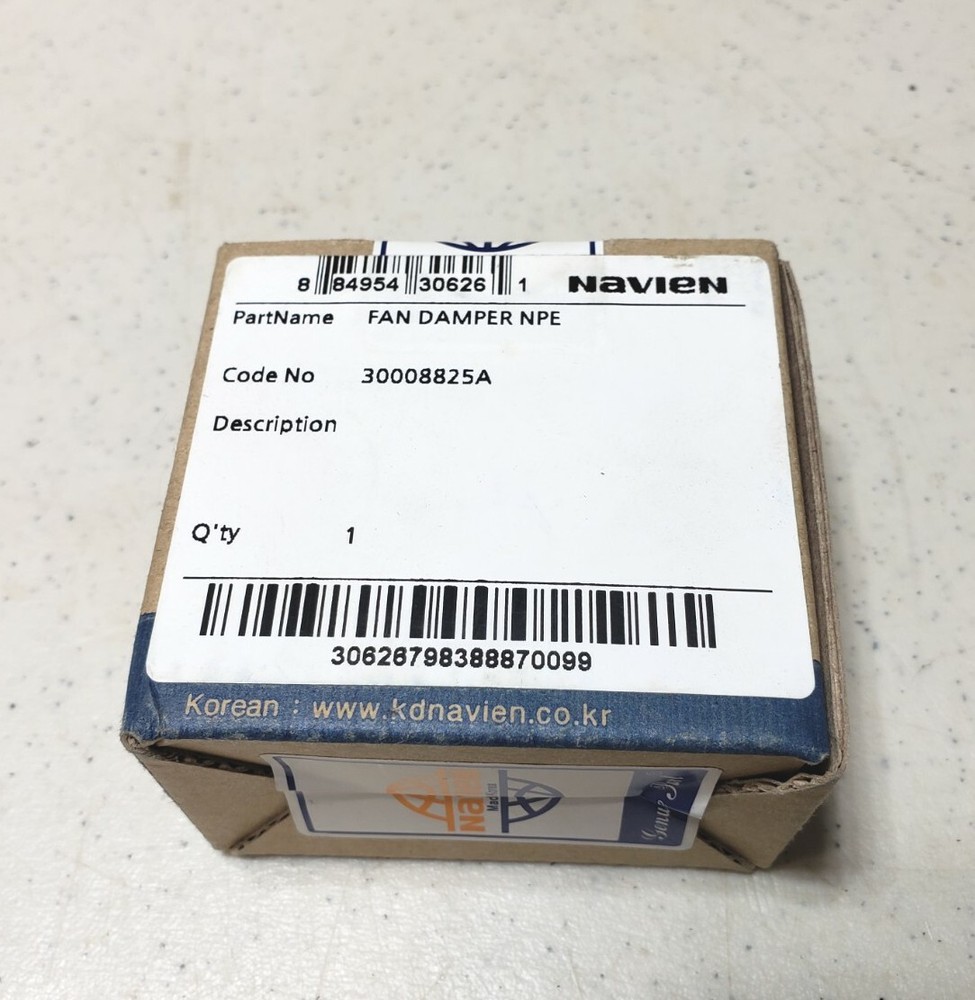 8 84954 30626 1 NAVIEN
PartName FAN DAMPER NPE
Code No 30008825A
Description
Q'ty 1
30626798388870099
Korean : www.kdnavien.co.kr
Na